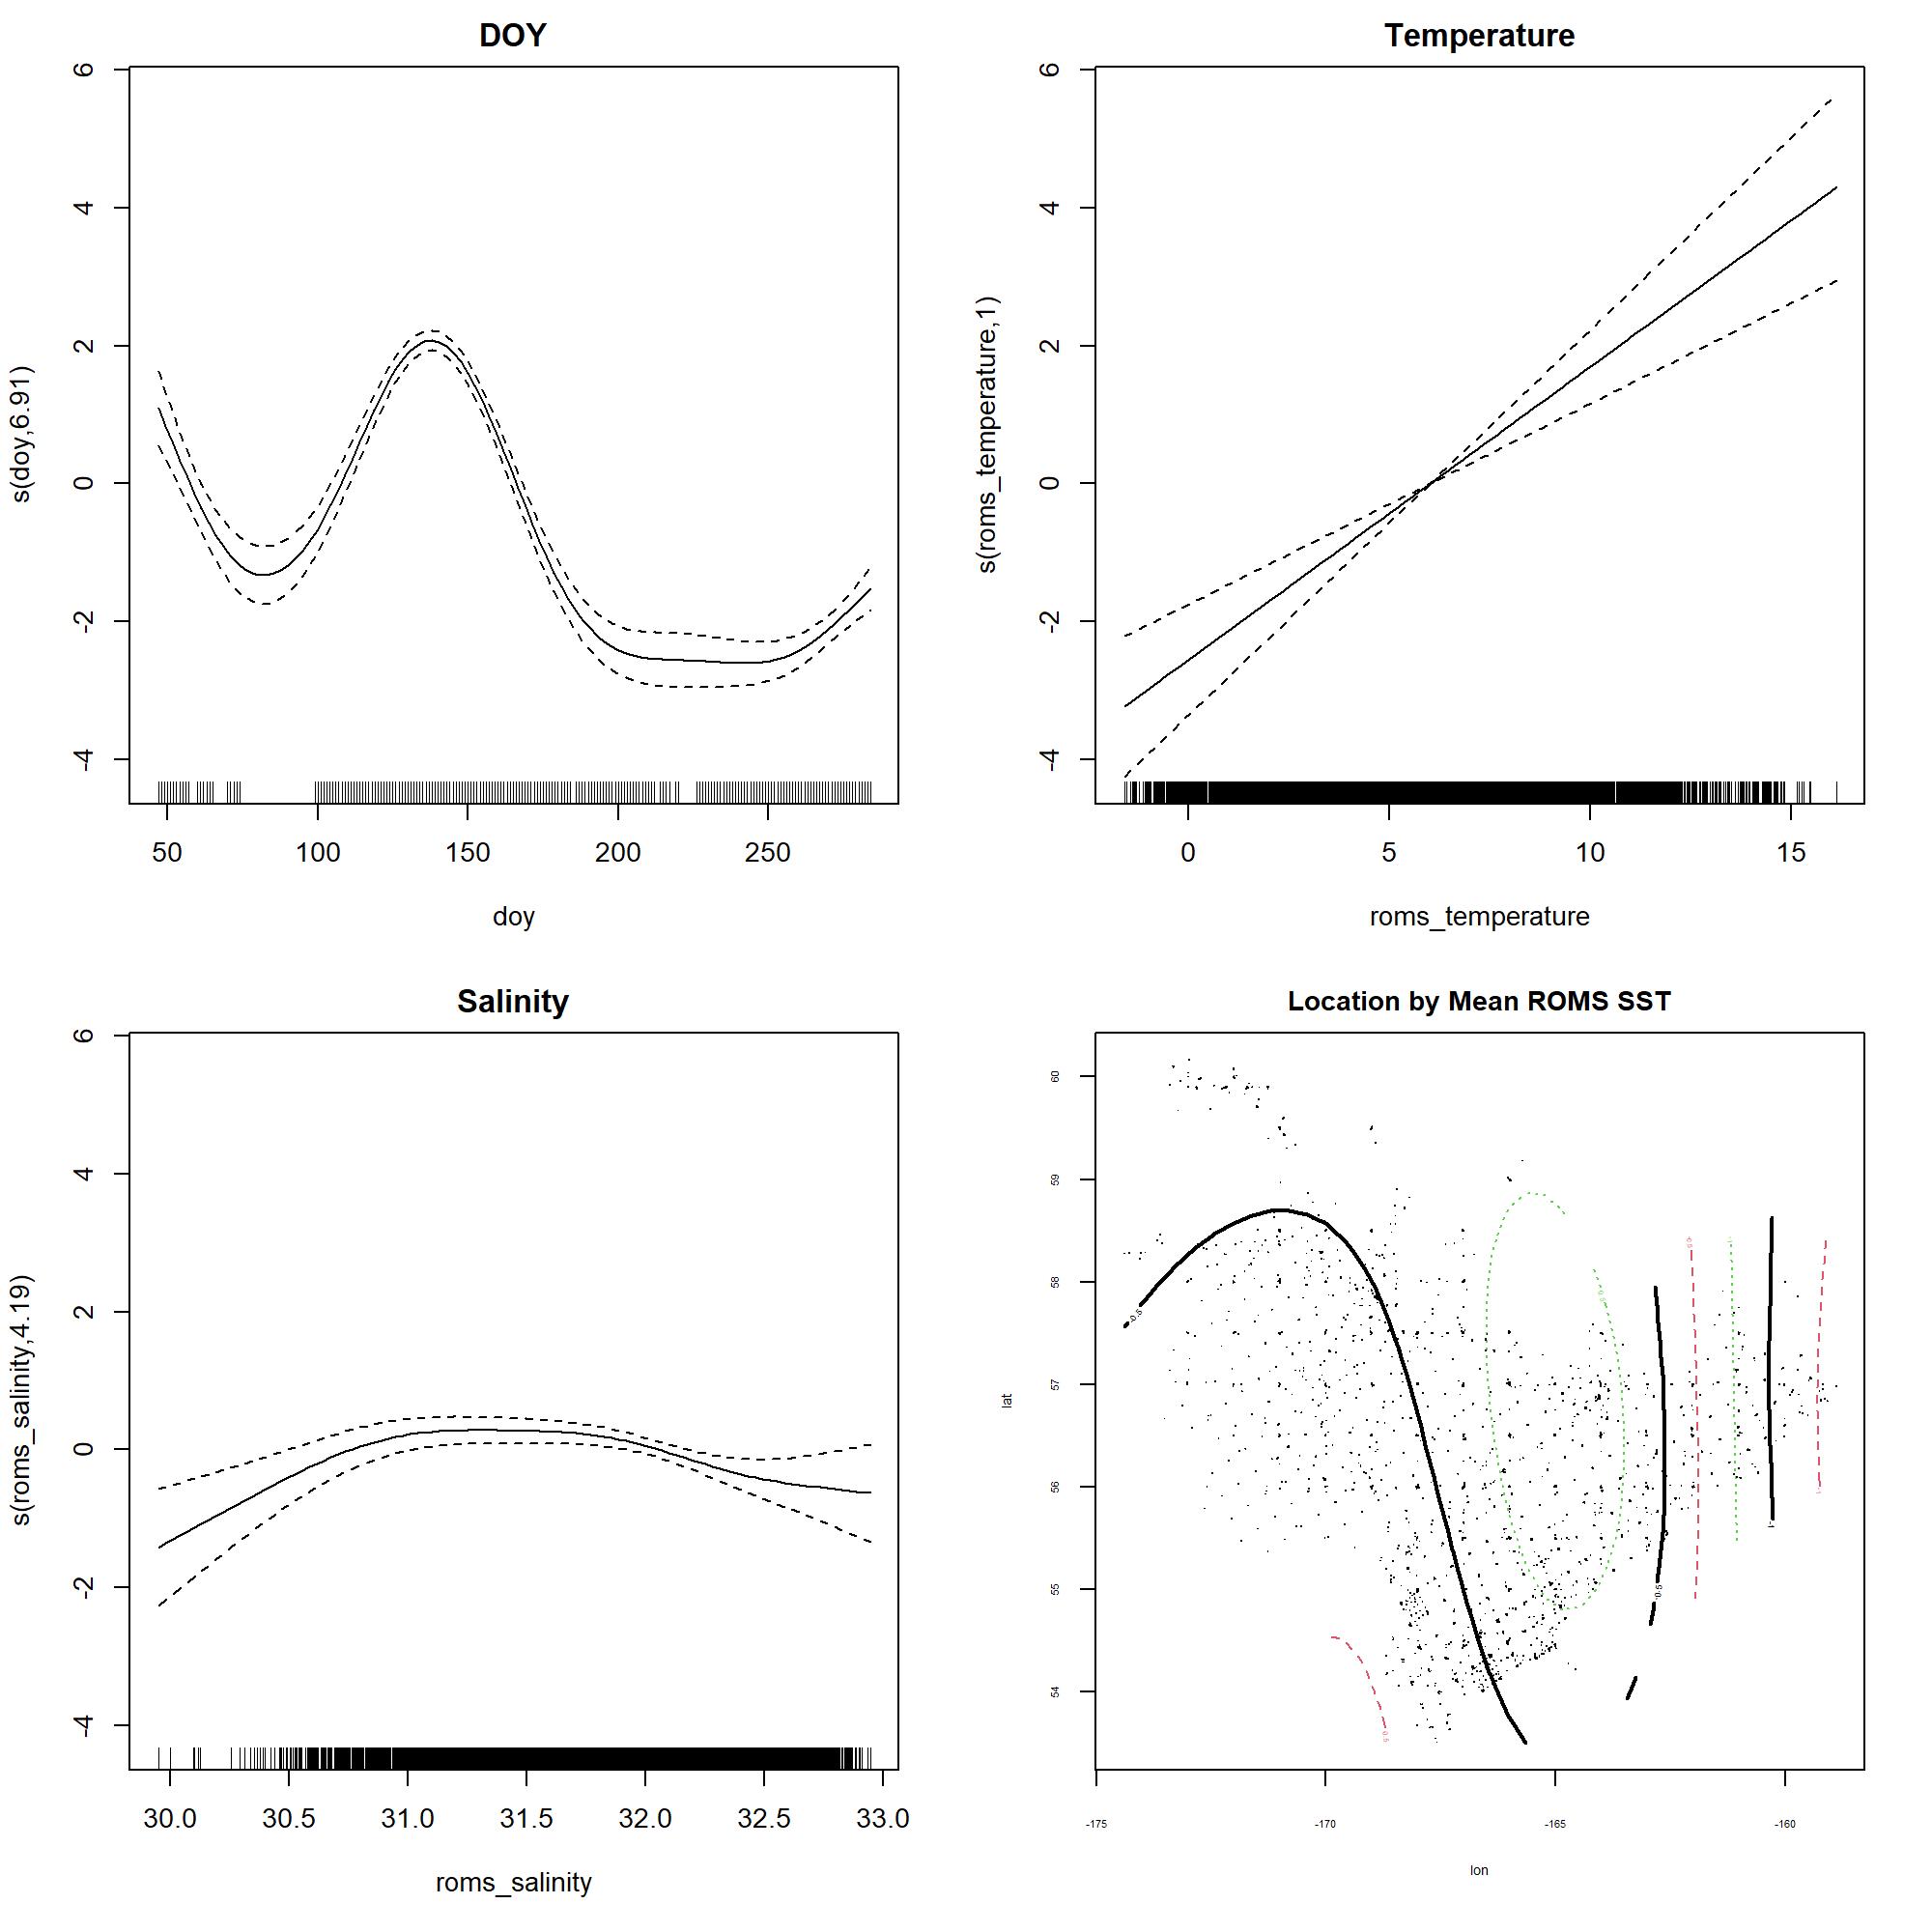 DOY
6
4
2
0
-2
-4
s(doy,6.91)
50 100 150 200 250
doy
Temperature
6
4
2
0
-2
-4
s(roms_temperature,1)
0 5 10 15
roms_temperature
Salinity
6
4
2
0
-2
-4
s(roms_salinity,4.19)
30.0 30.5 31.0 31.5 32.0 32.5 33.0
roms_salinity
Location by Mean ROMS SST
60
59
58
57
56
55
54
lat
-0.5
-175 -170 -165 -160
lon